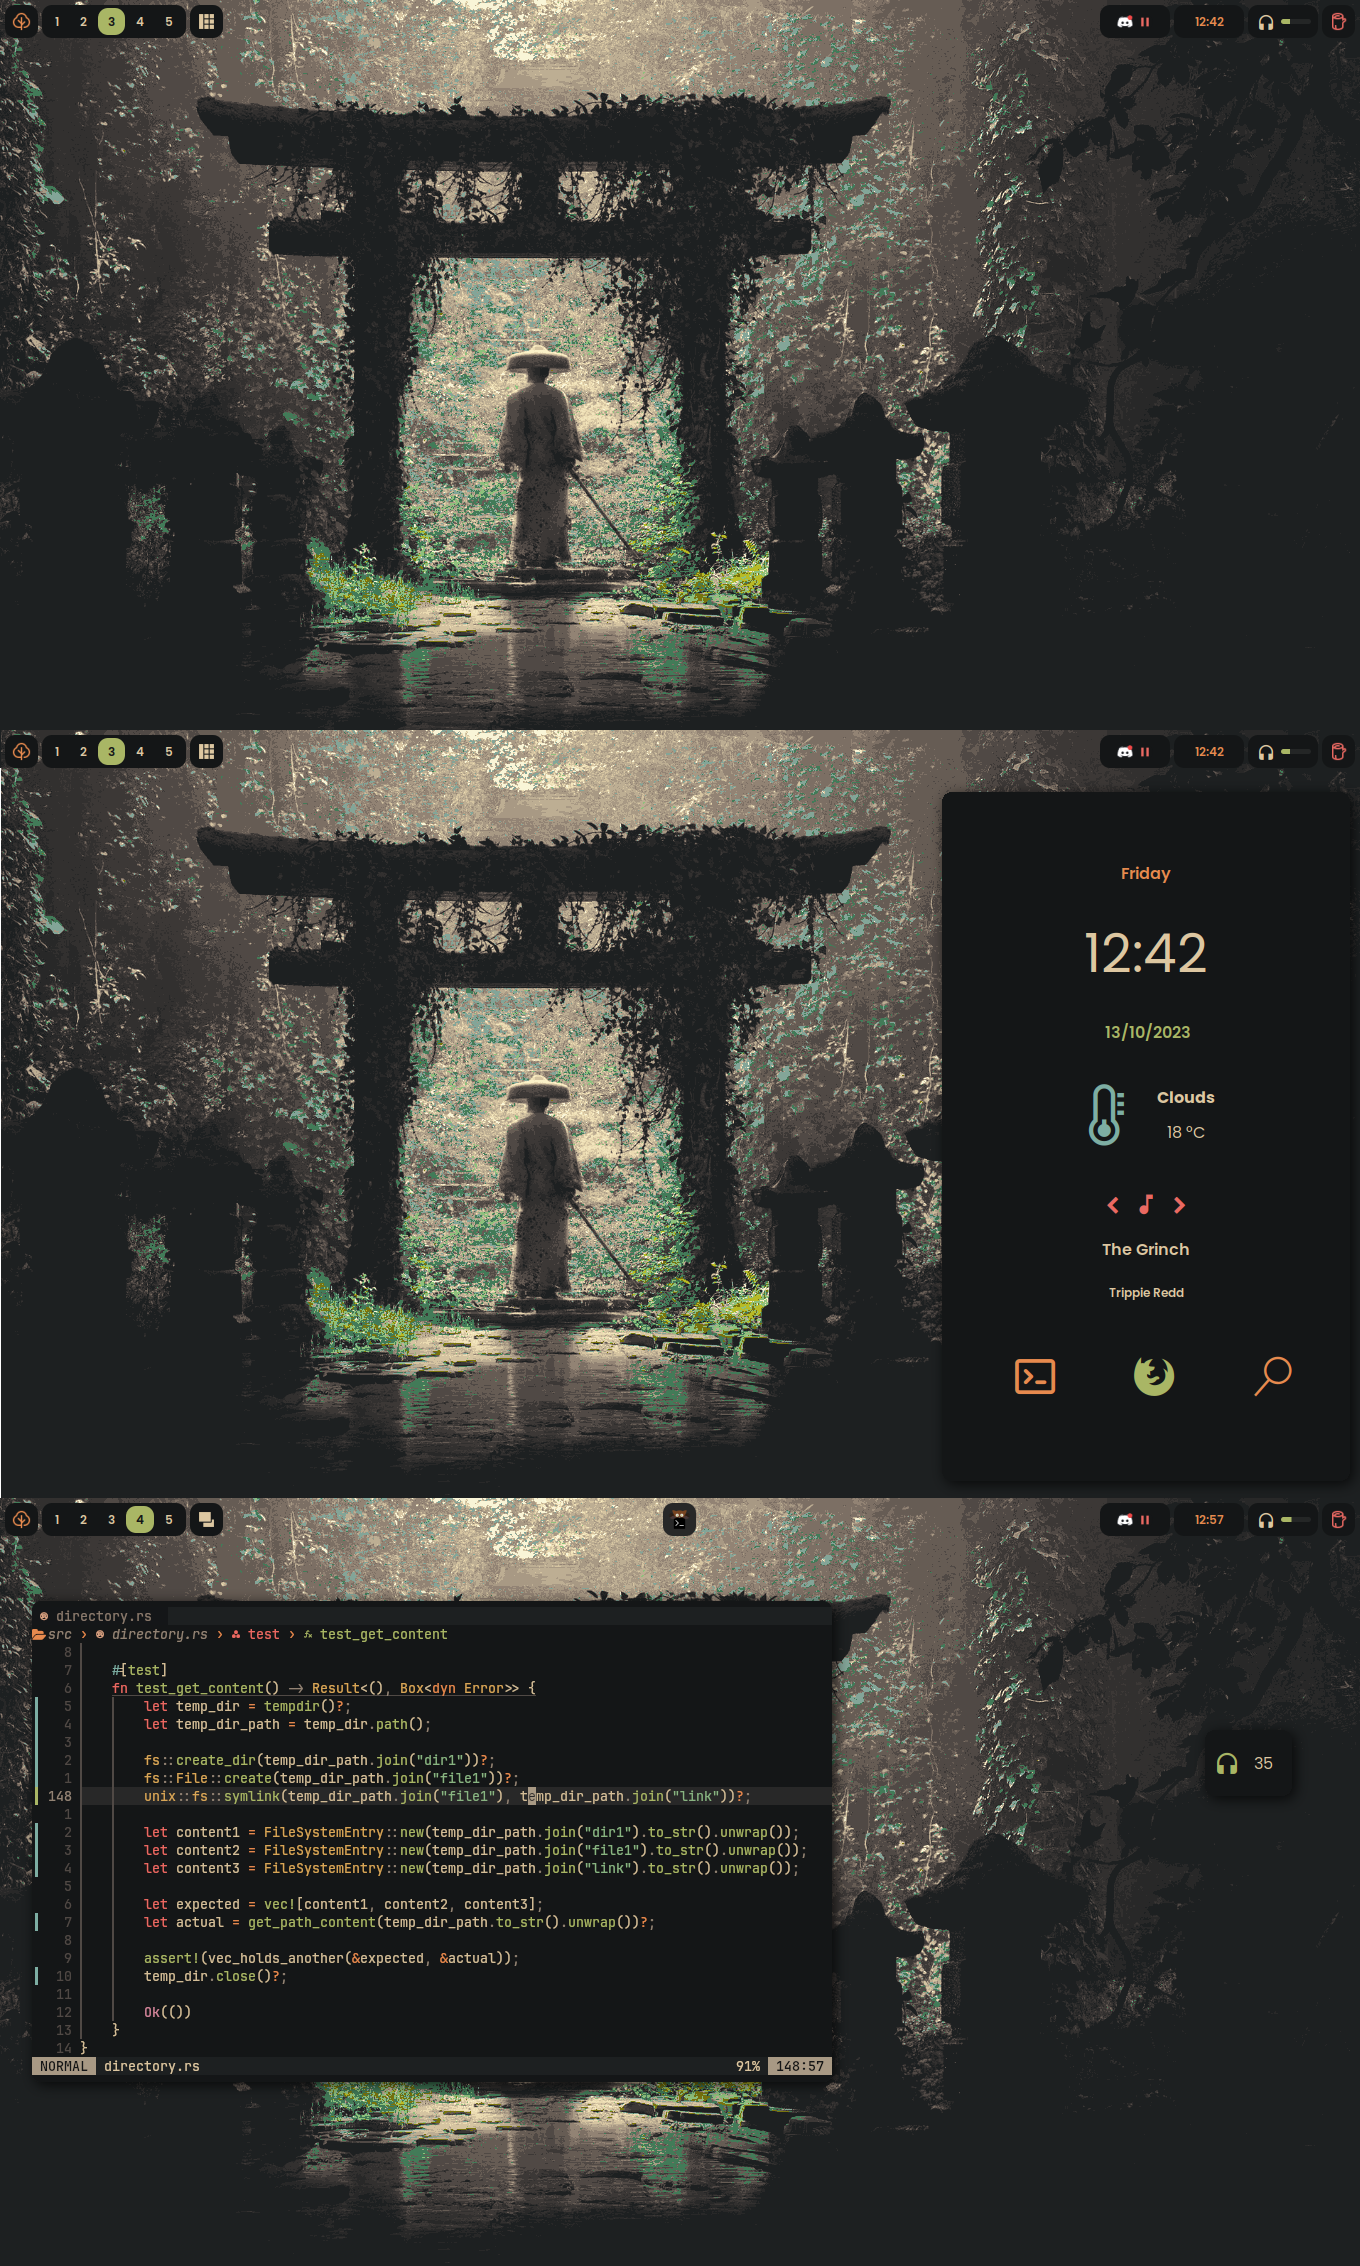 1 2 3 4 5
12:42
1 2 3 4 5
12:42
Friday
12:42
13/10/2023
Clouds
18 °C
The Grinch
Trippie Redd
1 2 3 4 5
12:57
directory.rs
src › directory.rs › test › test_get_content
8
7 #[test]
6 fn test_get_content() -> Result<(), Box<dyn Error>> {
5 let temp_dir = tempdir()?;
4 let temp_dir_path = temp_dir.path();
3
2 fs::create_dir(temp_dir_path.join("dir1"))?;
1 fs::File::create(temp_dir_path.join("file1"))?;
148 unix::fs::symlink(temp_dir_path.join("file1"), temp_dir_path.join("link"))?;
1
2 let content1 = FileSystemEntry::new(temp_dir_path.join("dir1").to_str().unwrap());
3 let content2 = FileSystemEntry::new(temp_dir_path.join("file1").to_str().unwrap());
4 let content3 = FileSystemEntry::new(temp_dir_path.join("link").to_str().unwrap());
5
6 let expected = vec![content1, content2, content3];
7 let actual = get_path_content(temp_dir_path.to_str().unwrap())?;
8
9 assert!(vec_holds_another(&expected, &actual));
10 temp_dir.close()?;
11
12 Ok(())
13 }
14 }
NORMAL directory.rs 91% 148:57
35